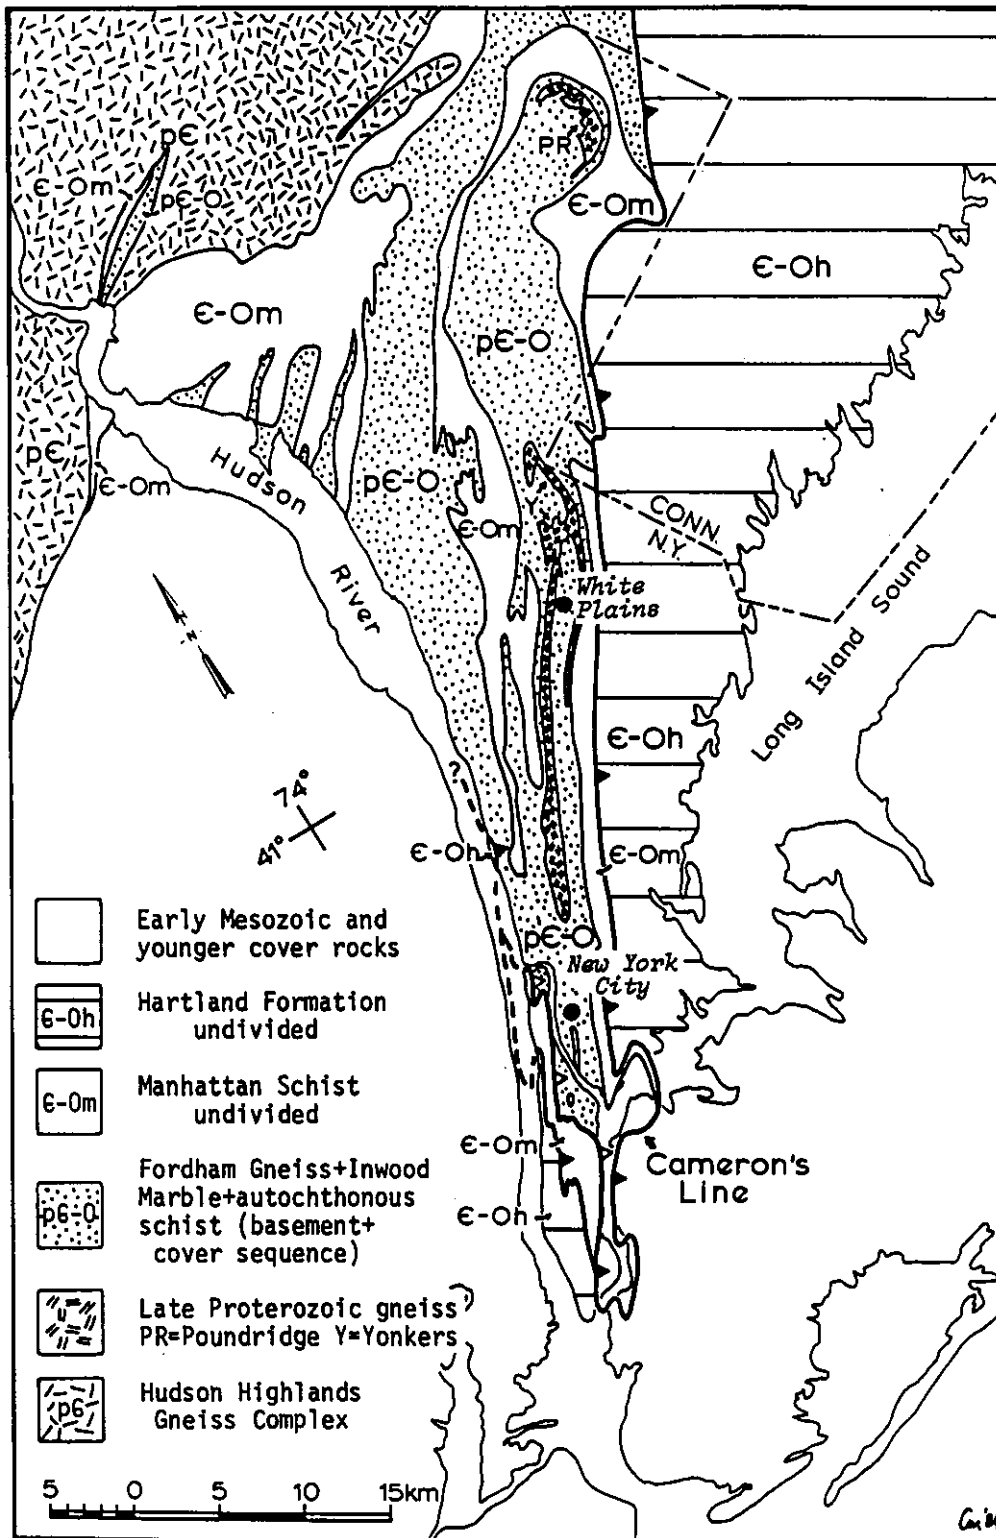 pЄ
Є-Om
pЄ-O
PR
Є-Om
Є-Oh
Є-Om
pЄ-O
pЄ
Є-Om
Hudson
River
pЄ-O
Є-Om
Y
CONN.
N.Y.
White
Plains
Long Island Sound
N
Є-Oh
?
74°
41°
Є-Oh
Є-Om
pЄ-O
New York
City
Y
Є-Om
Є-Oh
Cameron's
Line
Early Mesozoic and
younger cover rocks
Є-Oh
Hartland Formation
undivided
Є-Om
Manhattan Schist
undivided
pЄ-O
Fordham Gneiss+Inwood
Marble+autochthonous
schist (basement+
cover sequence)
Late Proterozoic gneiss
PR=Poundridge Y=Yonkers
?
pЄ
Hudson Highlands
Gneiss Complex
5 0 5 10 15km